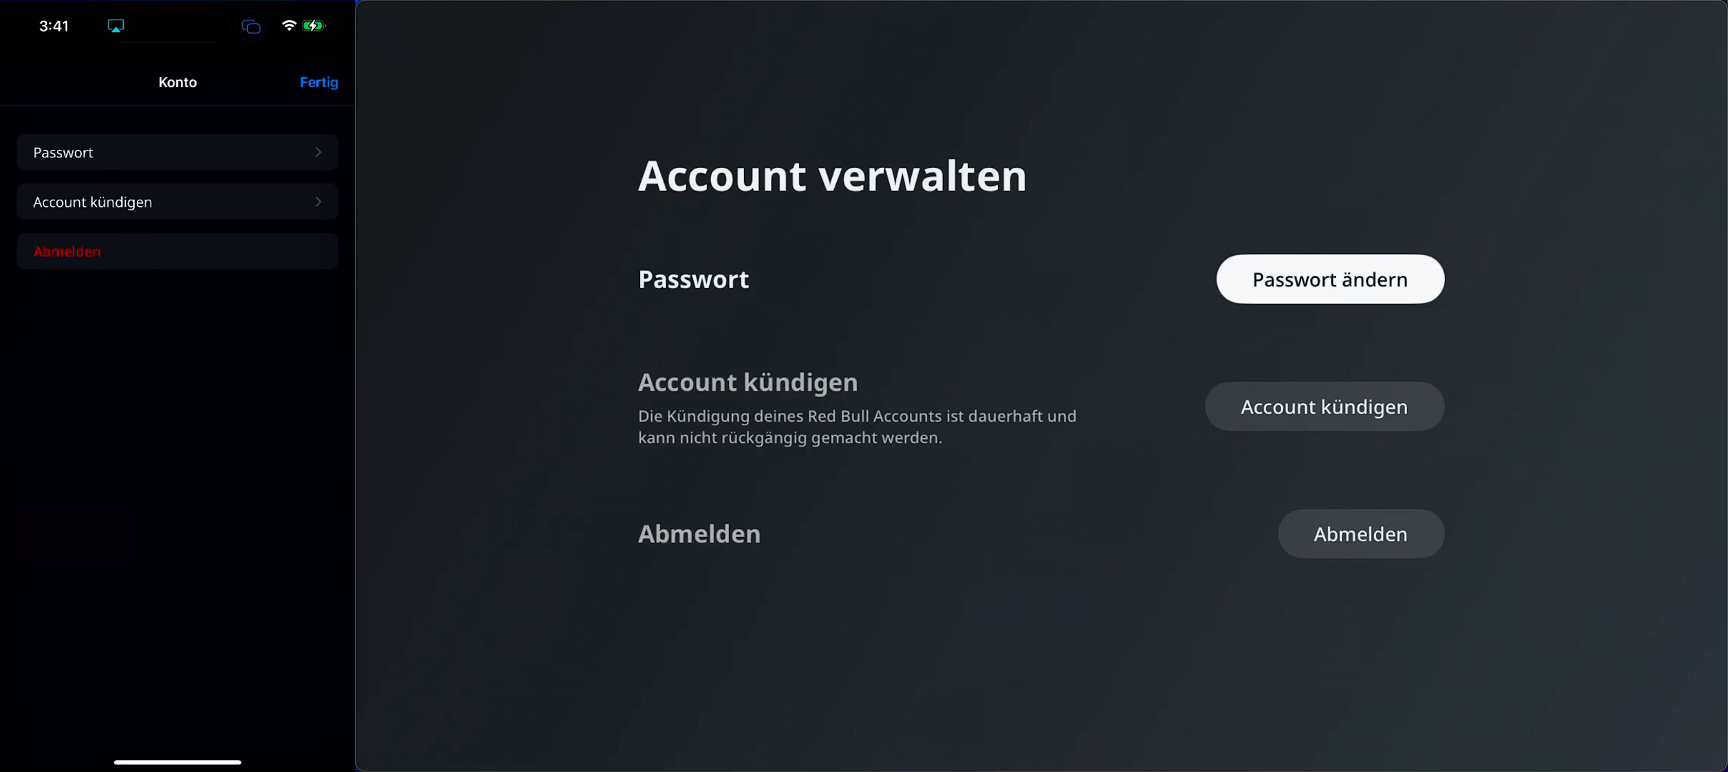 3:41
Konto
Fertig
Passwort
Account kündigen
Abmelden
Account verwalten
Passwort
Passwort ändern
Account kündigen
Die Kündigung deines Red Bull Accounts ist dauerhaft und
kann nicht rückgängig gemacht werden.
Account kündigen
Abmelden
Abmelden